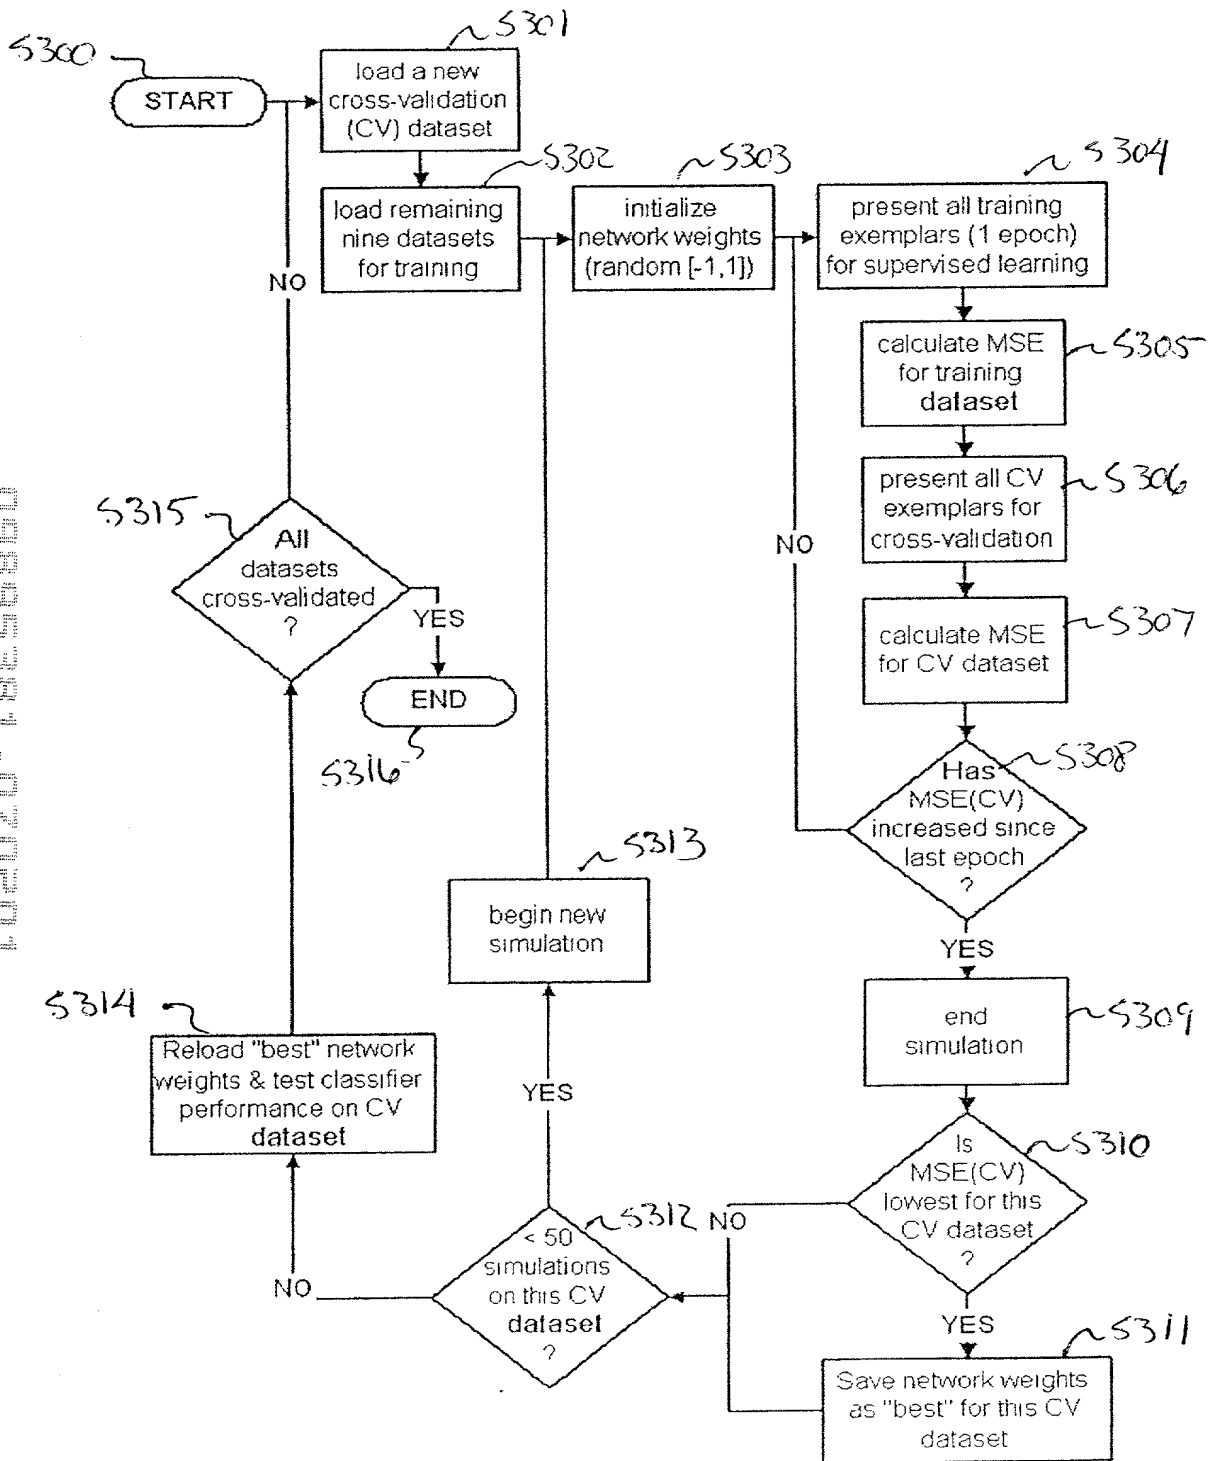 S300
START
S301
load a new
cross-validation
(CV) dataset
S302
load remaining
nine datasets
for training
S303
initialize
network weights
(random [-1,1])
S304
present all training
exemplars (1 epoch)
for supervised learning
calculate MSE
for training
dataset
S305
present all CV
exemplars for
cross-validation
S306
calculate MSE
for CV dataset
S307
Has
MSE(CV)
increased since
last epoch
?
S308
NO
YES
end
simulation
S309
Is
MSE(CV)
lowest for this
CV dataset
?
S310
NO
YES
Save network weights
as "best" for this CV
dataset
S311
< 50
simulations
on this CV
dataset
?
S312
YES
NO
begin new
simulation
S313
S314
Reload "best" network
weights & test classifier
performance on CV
dataset
S315
All
datasets
cross-validated
?
NO
YES
END
S316